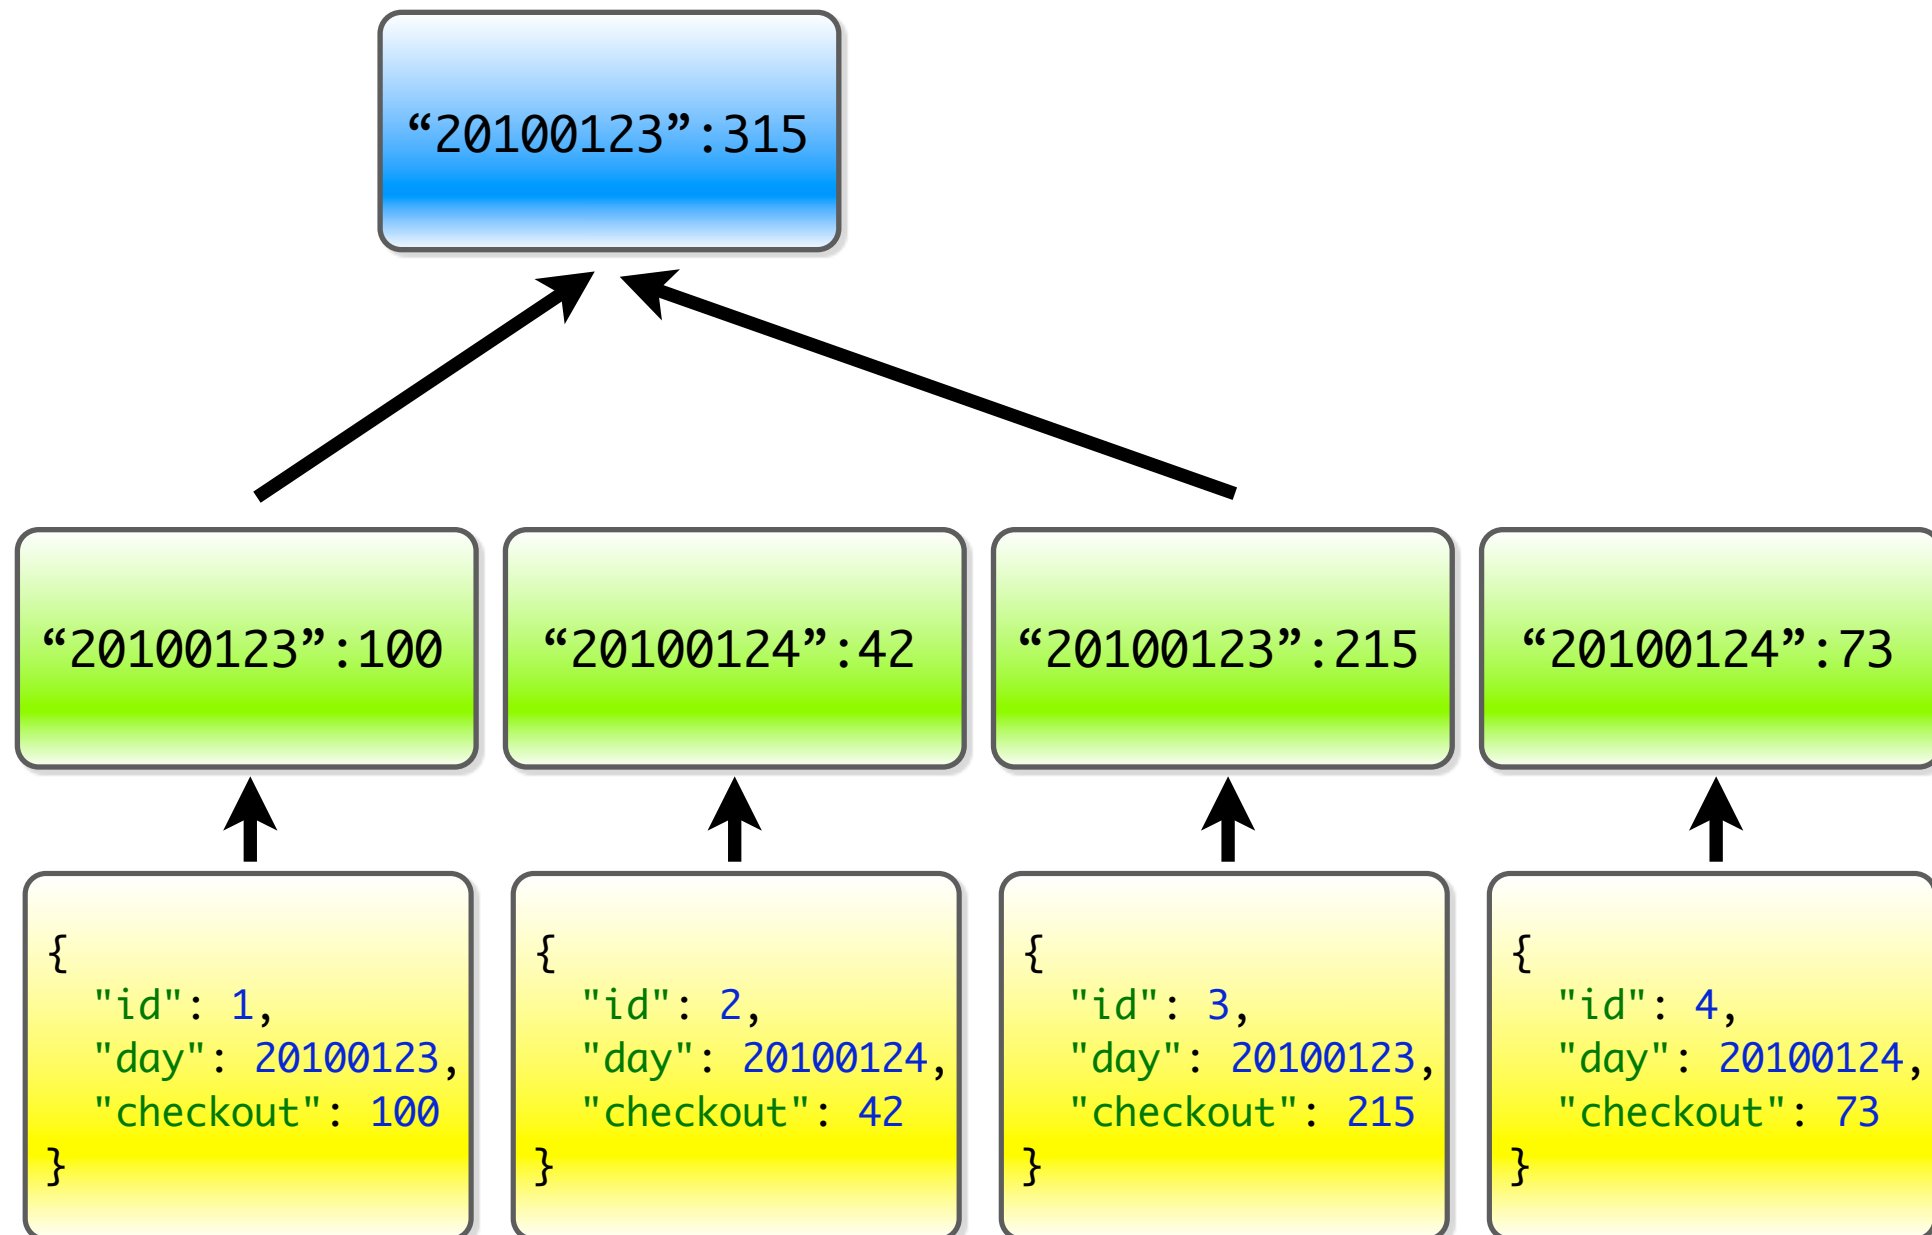 “20100123”:315
“20100123”:100
“20100124”:42
“20100123”:215
“20100124”:73
{
"id": 1,
"day": 20100123,
"checkout": 100
}
{
"id": 2,
"day": 20100124,
"checkout": 42
}
{
"id": 3,
"day": 20100123,
"checkout": 215
}
{
"id": 4,
"day": 20100124,
"checkout": 73
}